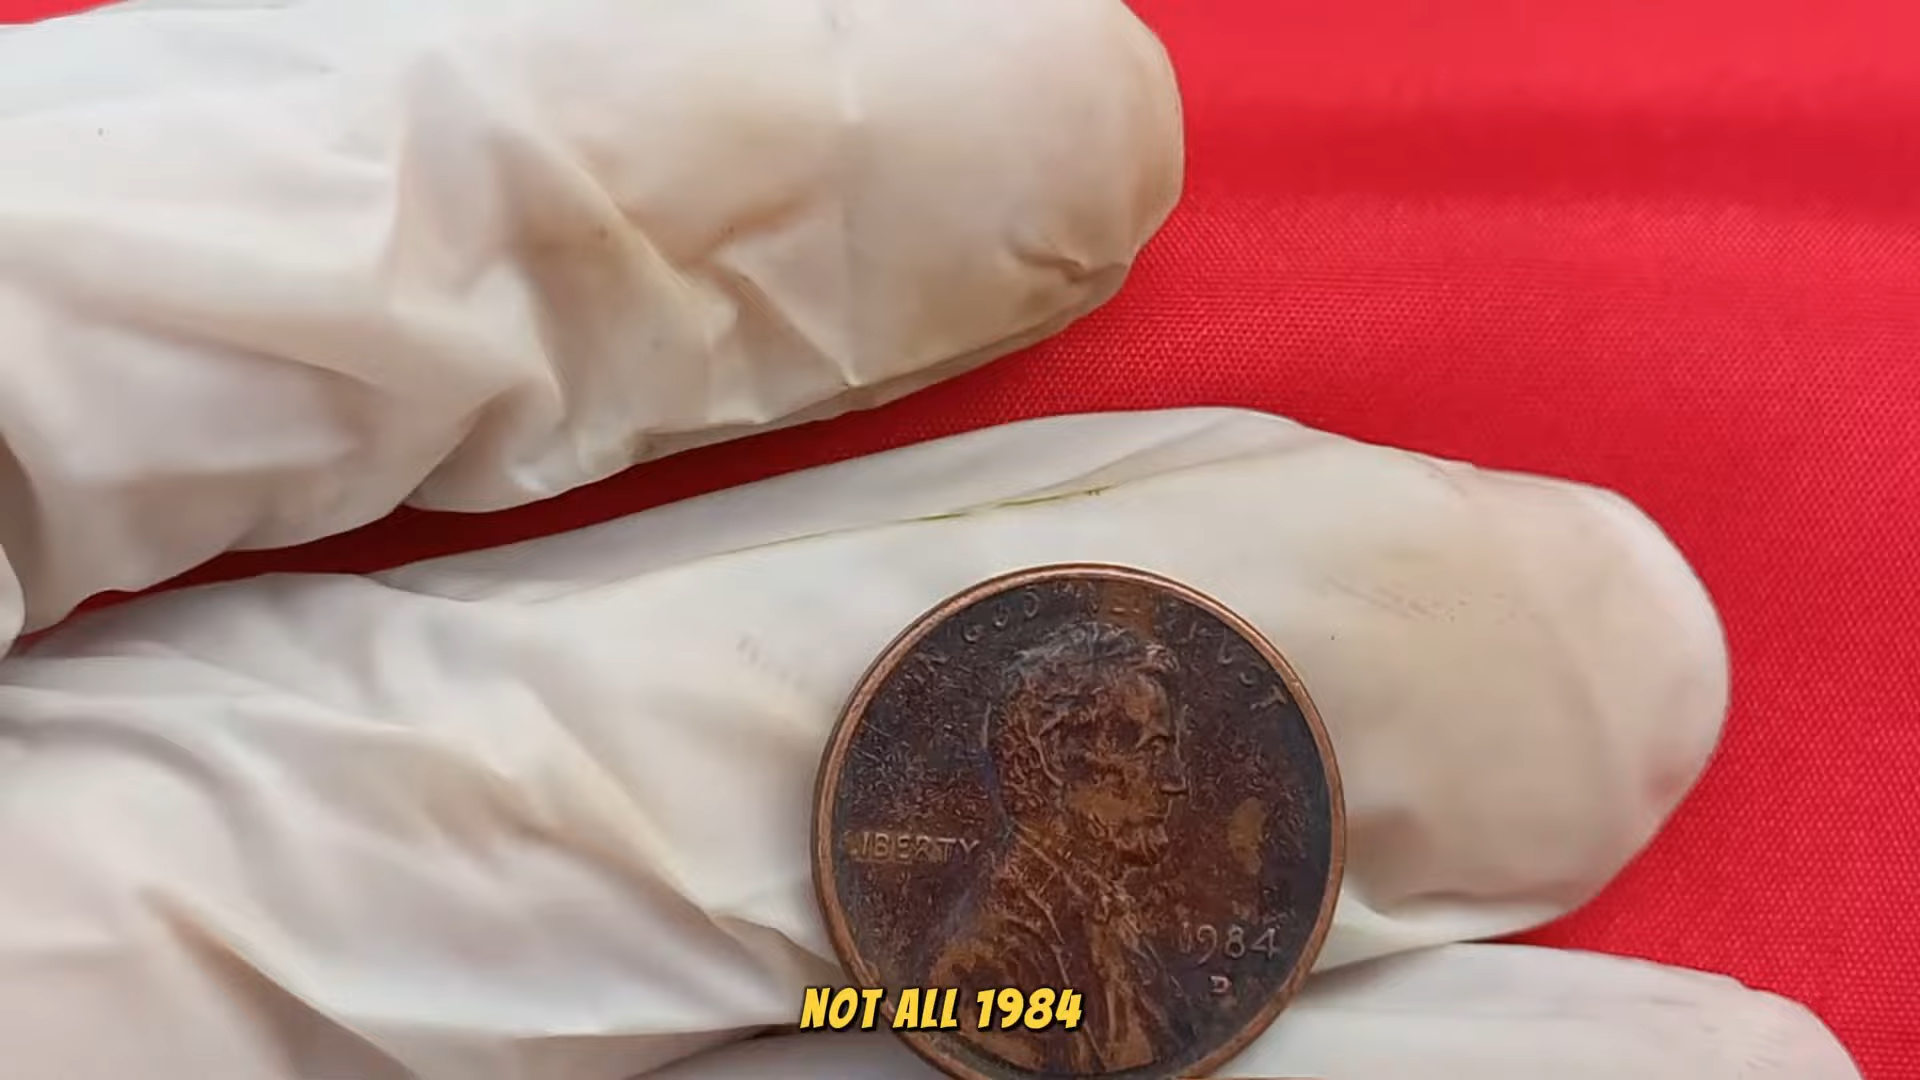 IN GOD WE TRUST
LIBERTY
1984
D
NOT ALL 1984